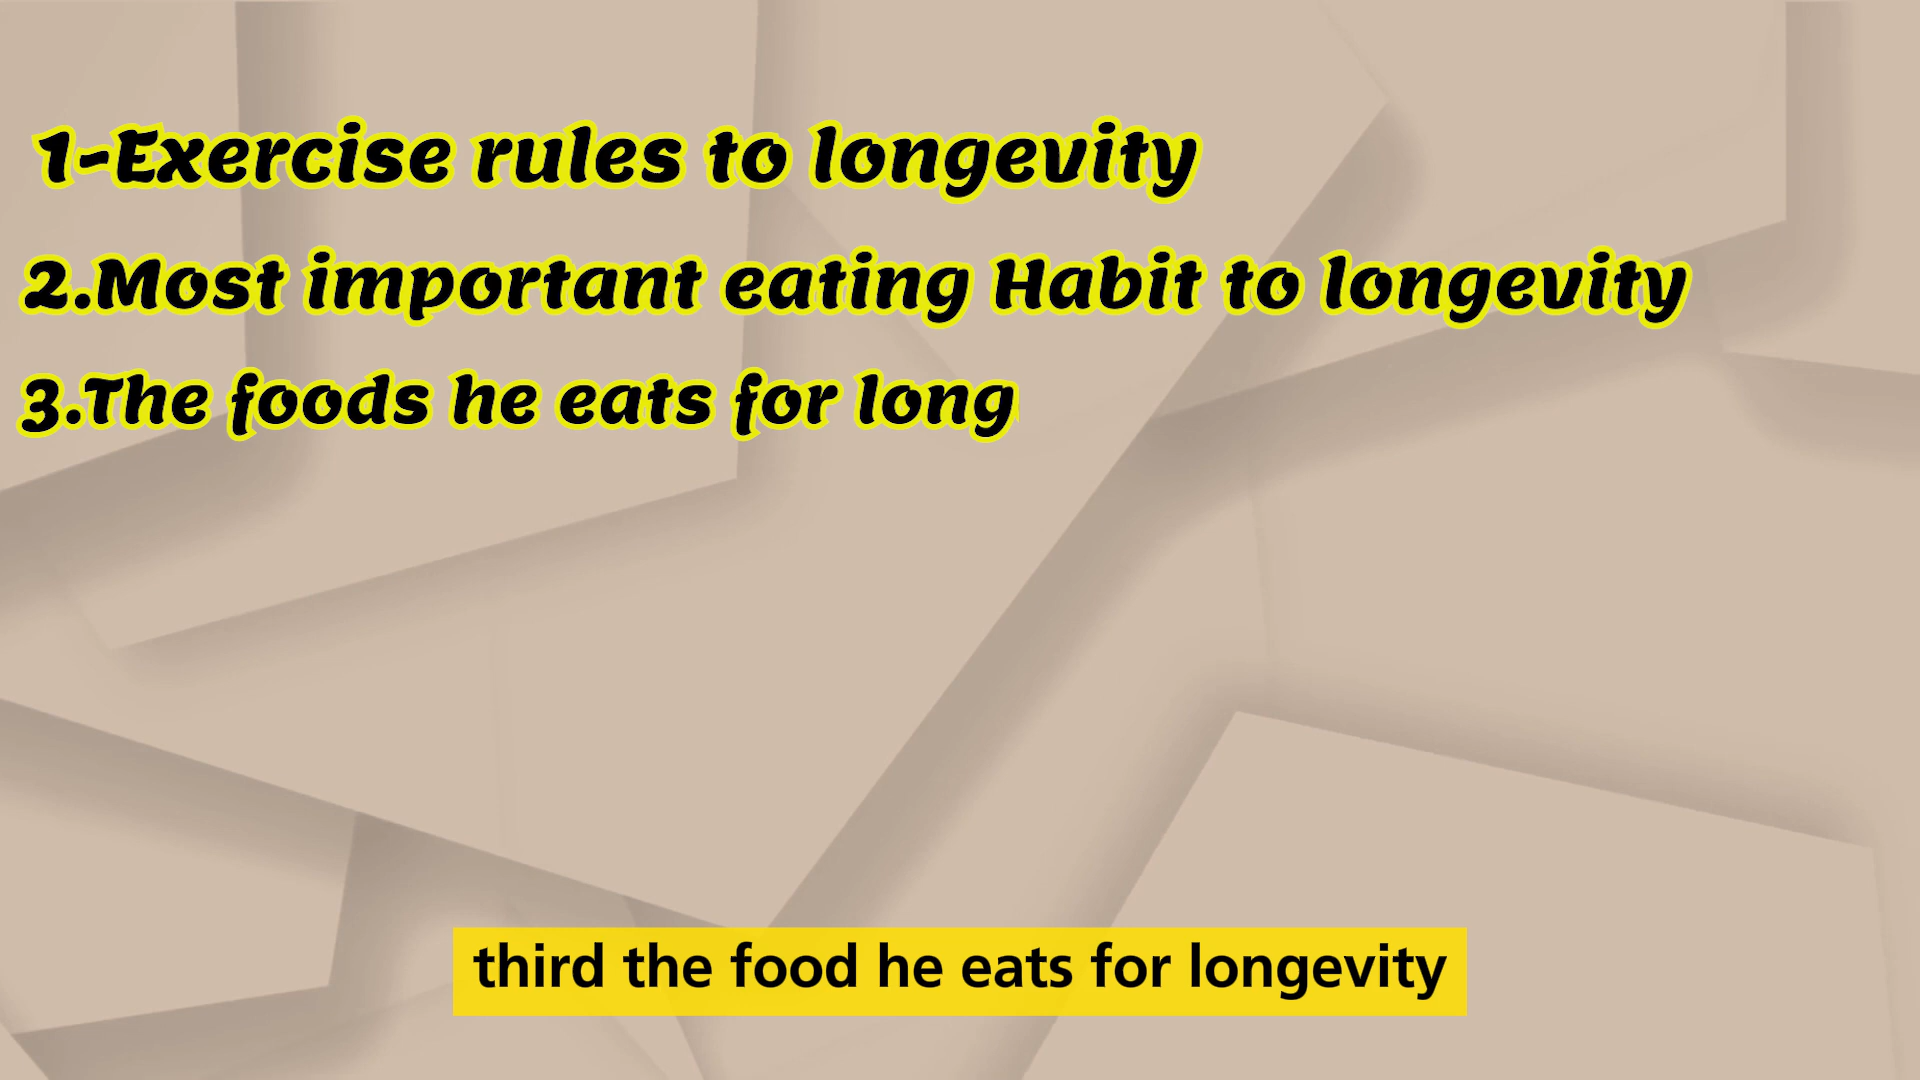 1-Exercise rules to longevity
2.Most important eating Habit to longevity
3.The foods he eats for long
third the food he eats for longevity